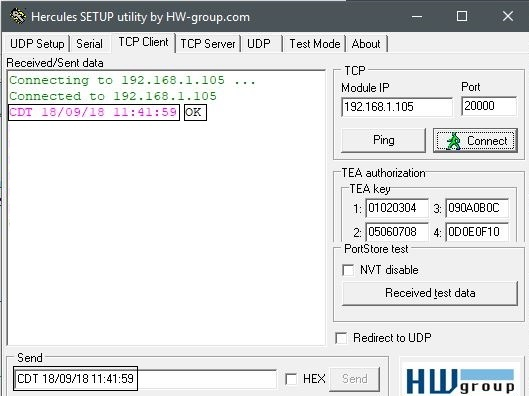 Hercules SETUP utility by HW-group.com
UDP Setup Serial TCP Client TCP Server UDP Test Mode About
Received/Sent data
Connecting to 192.168.1.105 ...
Connected to 192.168.1.105
CDT 18/09/18 11:41:59 OK
TCP
Module IP Port
192.168.1.105 20000
Ping Connect
TEA authorization
TEA key
1: 01020304 3: 090A0B0C
2: 05060708 4: 0D0E0F10
PortStore test
NVT disable
Received test data
Redirect to UDP
Send
CDT 18/09/18 11:41:59 HEX Send
HW group